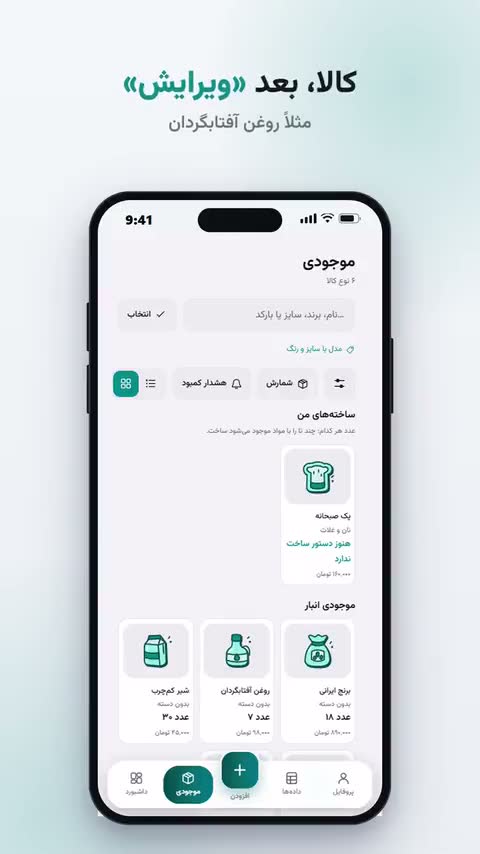 کالا، بعد «ویرایش»
مثلاً روغن آفتابگردان
9:41
موجودی
۶ نوع کالا
نام، برند، سایز یا بارکد...
انتخاب
مدل یا سایز و رنگ
شمارش
هشدار کمبود
ساخته‌های من
عدد هر کدام: چند تا را با مواد موجود می‌شود ساخت.
پک صبحانه
نان و غلات
هنوز دستور ساخت ندارد
۱۶۰٬۰۰۰ تومان
موجودی انبار
برنج ایرانی
بدون دسته
۱۸ عدد
۸۹۰٬۰۰۰ تومان
روغن آفتابگردان
بدون دسته
۷ عدد
۹۸٬۰۰۰ تومان
شیر کم‌چرب
بدون دسته
۳۰ عدد
۴۵٬۰۰۰ تومان
پروفایل
داده‌ها
افزودن
موجودی
داشبورد